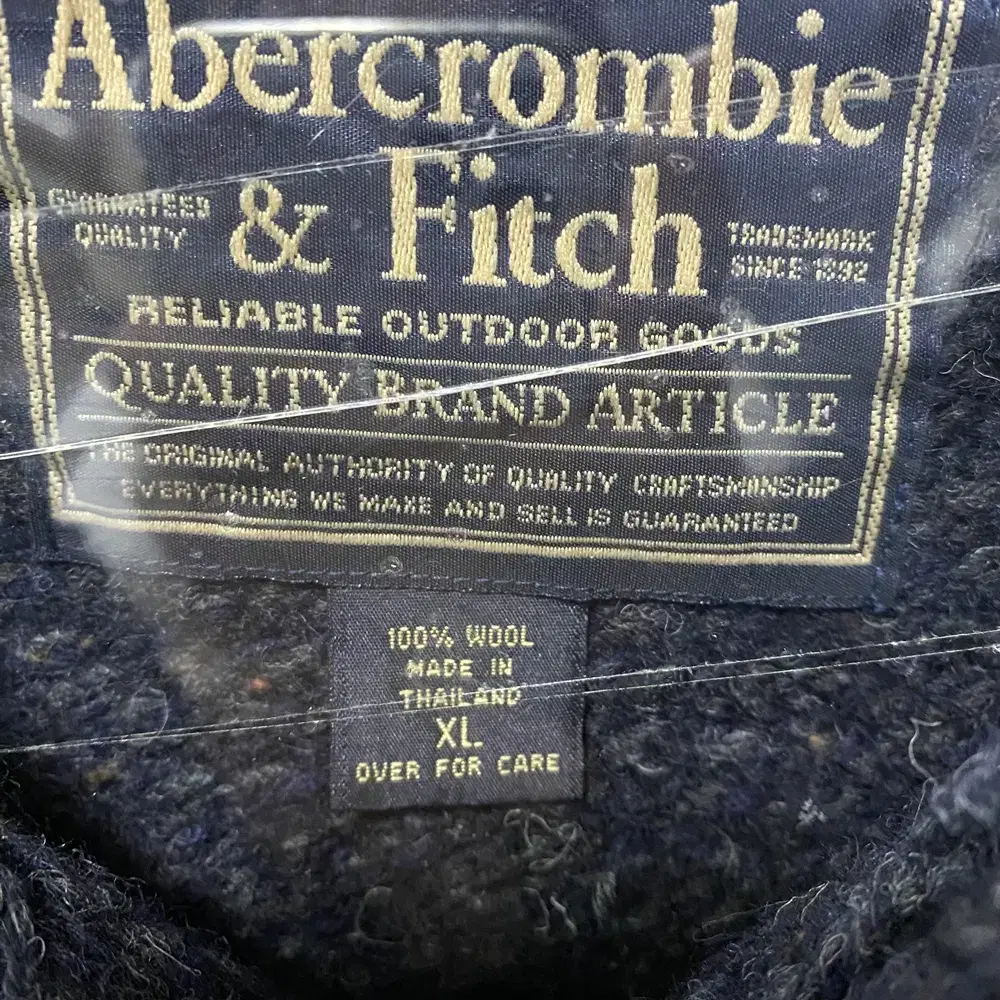 Abercrombie
& Fitch
GUARANTEED
QUALITY
TRADEMARK
SINCE 1892
RELIABLE OUTDOOR GOODS
QUALITY BRAND ARTICLE
THE ORIGINAL AUTHORITY OF QUALITY CRAFTSMANSHIP
EVERYTHING WE MAKE AND SELL IS GUARANTEED
100% WOOL
MADE IN
THAILAND
XL
OVER FOR CARE